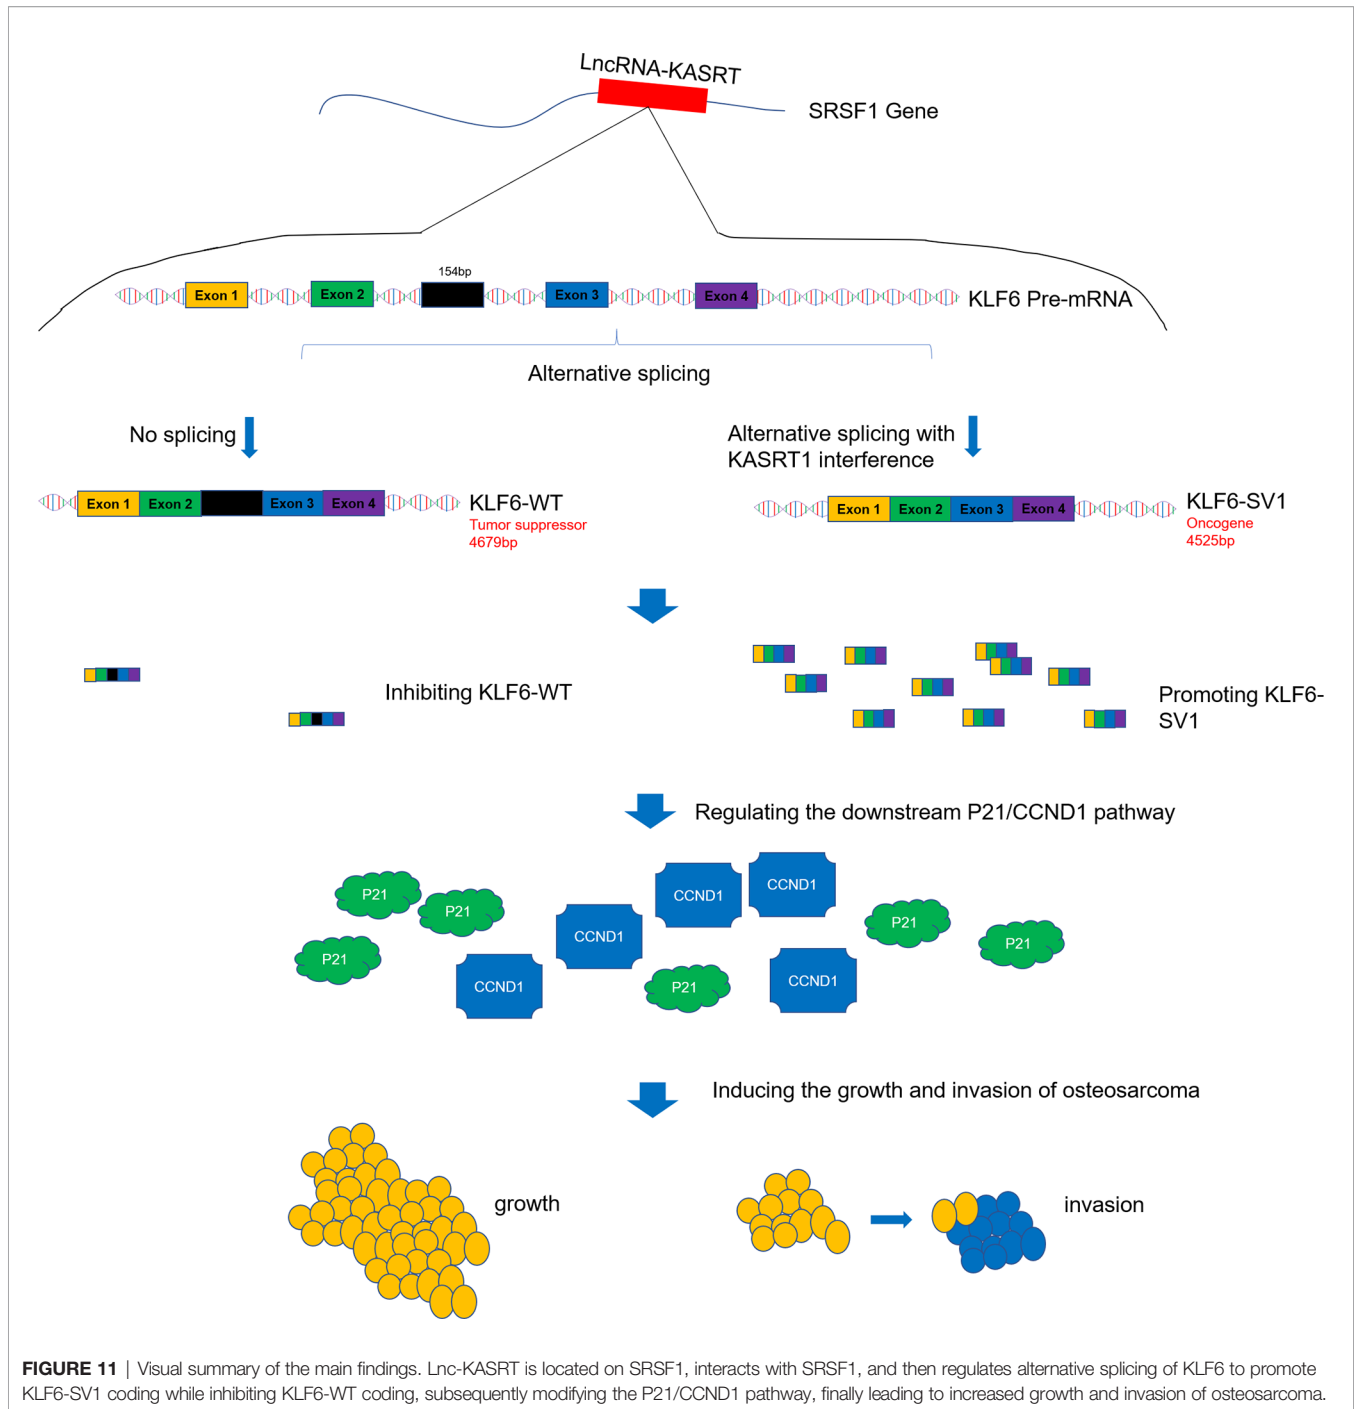 LncRNA-KASRT
SRSF1 Gene
154bp
Exon 1
Exon 2
Exon 3
Exon 4
KLF6 Pre-mRNA
Alternative splicing
No splicing
Alternative splicing with
KASRT1 interference
Exon 1
Exon 2
Exon 3
Exon 4
KLF6-WT
Tumor suppressor
4679bp
Exon 1
Exon 2
Exon 3
Exon 4
KLF6-SV1
Oncogene
4525bp
Inhibiting KLF6-WT
Promoting KLF6-
SV1
Regulating the downstream P21/CCND1 pathway
P21
P21
P21
CCND1
CCND1
CCND1
CCND1
P21
CCND1
P21
P21
Inducing the growth and invasion of osteosarcoma
growth
invasion
FIGURE 11 | Visual summary of the main findings. Lnc-KASRT is located on SRSF1, interacts with SRSF1, and then regulates alternative splicing of KLF6 to promote
KLF6-SV1 coding while inhibiting KLF6-WT coding, subsequently modifying the P21/CCND1 pathway, finally leading to increased growth and invasion of osteosarcoma.